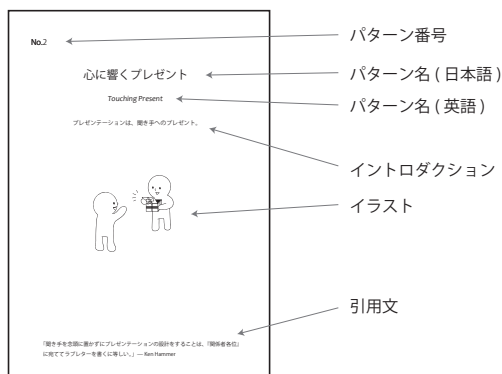 No.2
心に響くプレゼント
Touching Present
プレゼンテーションは、聞き手へのプレゼント。
「聞き手を念頭に置かずにプレゼンテーションの設計をすることは、「関係者各位」
に宛ててラブレターを書くに等しい。」— Ken Hammer
パターン番号
パターン名 ( 日本語 )
パターン名 ( 英語 )
イントロダクション
イラスト
引用文